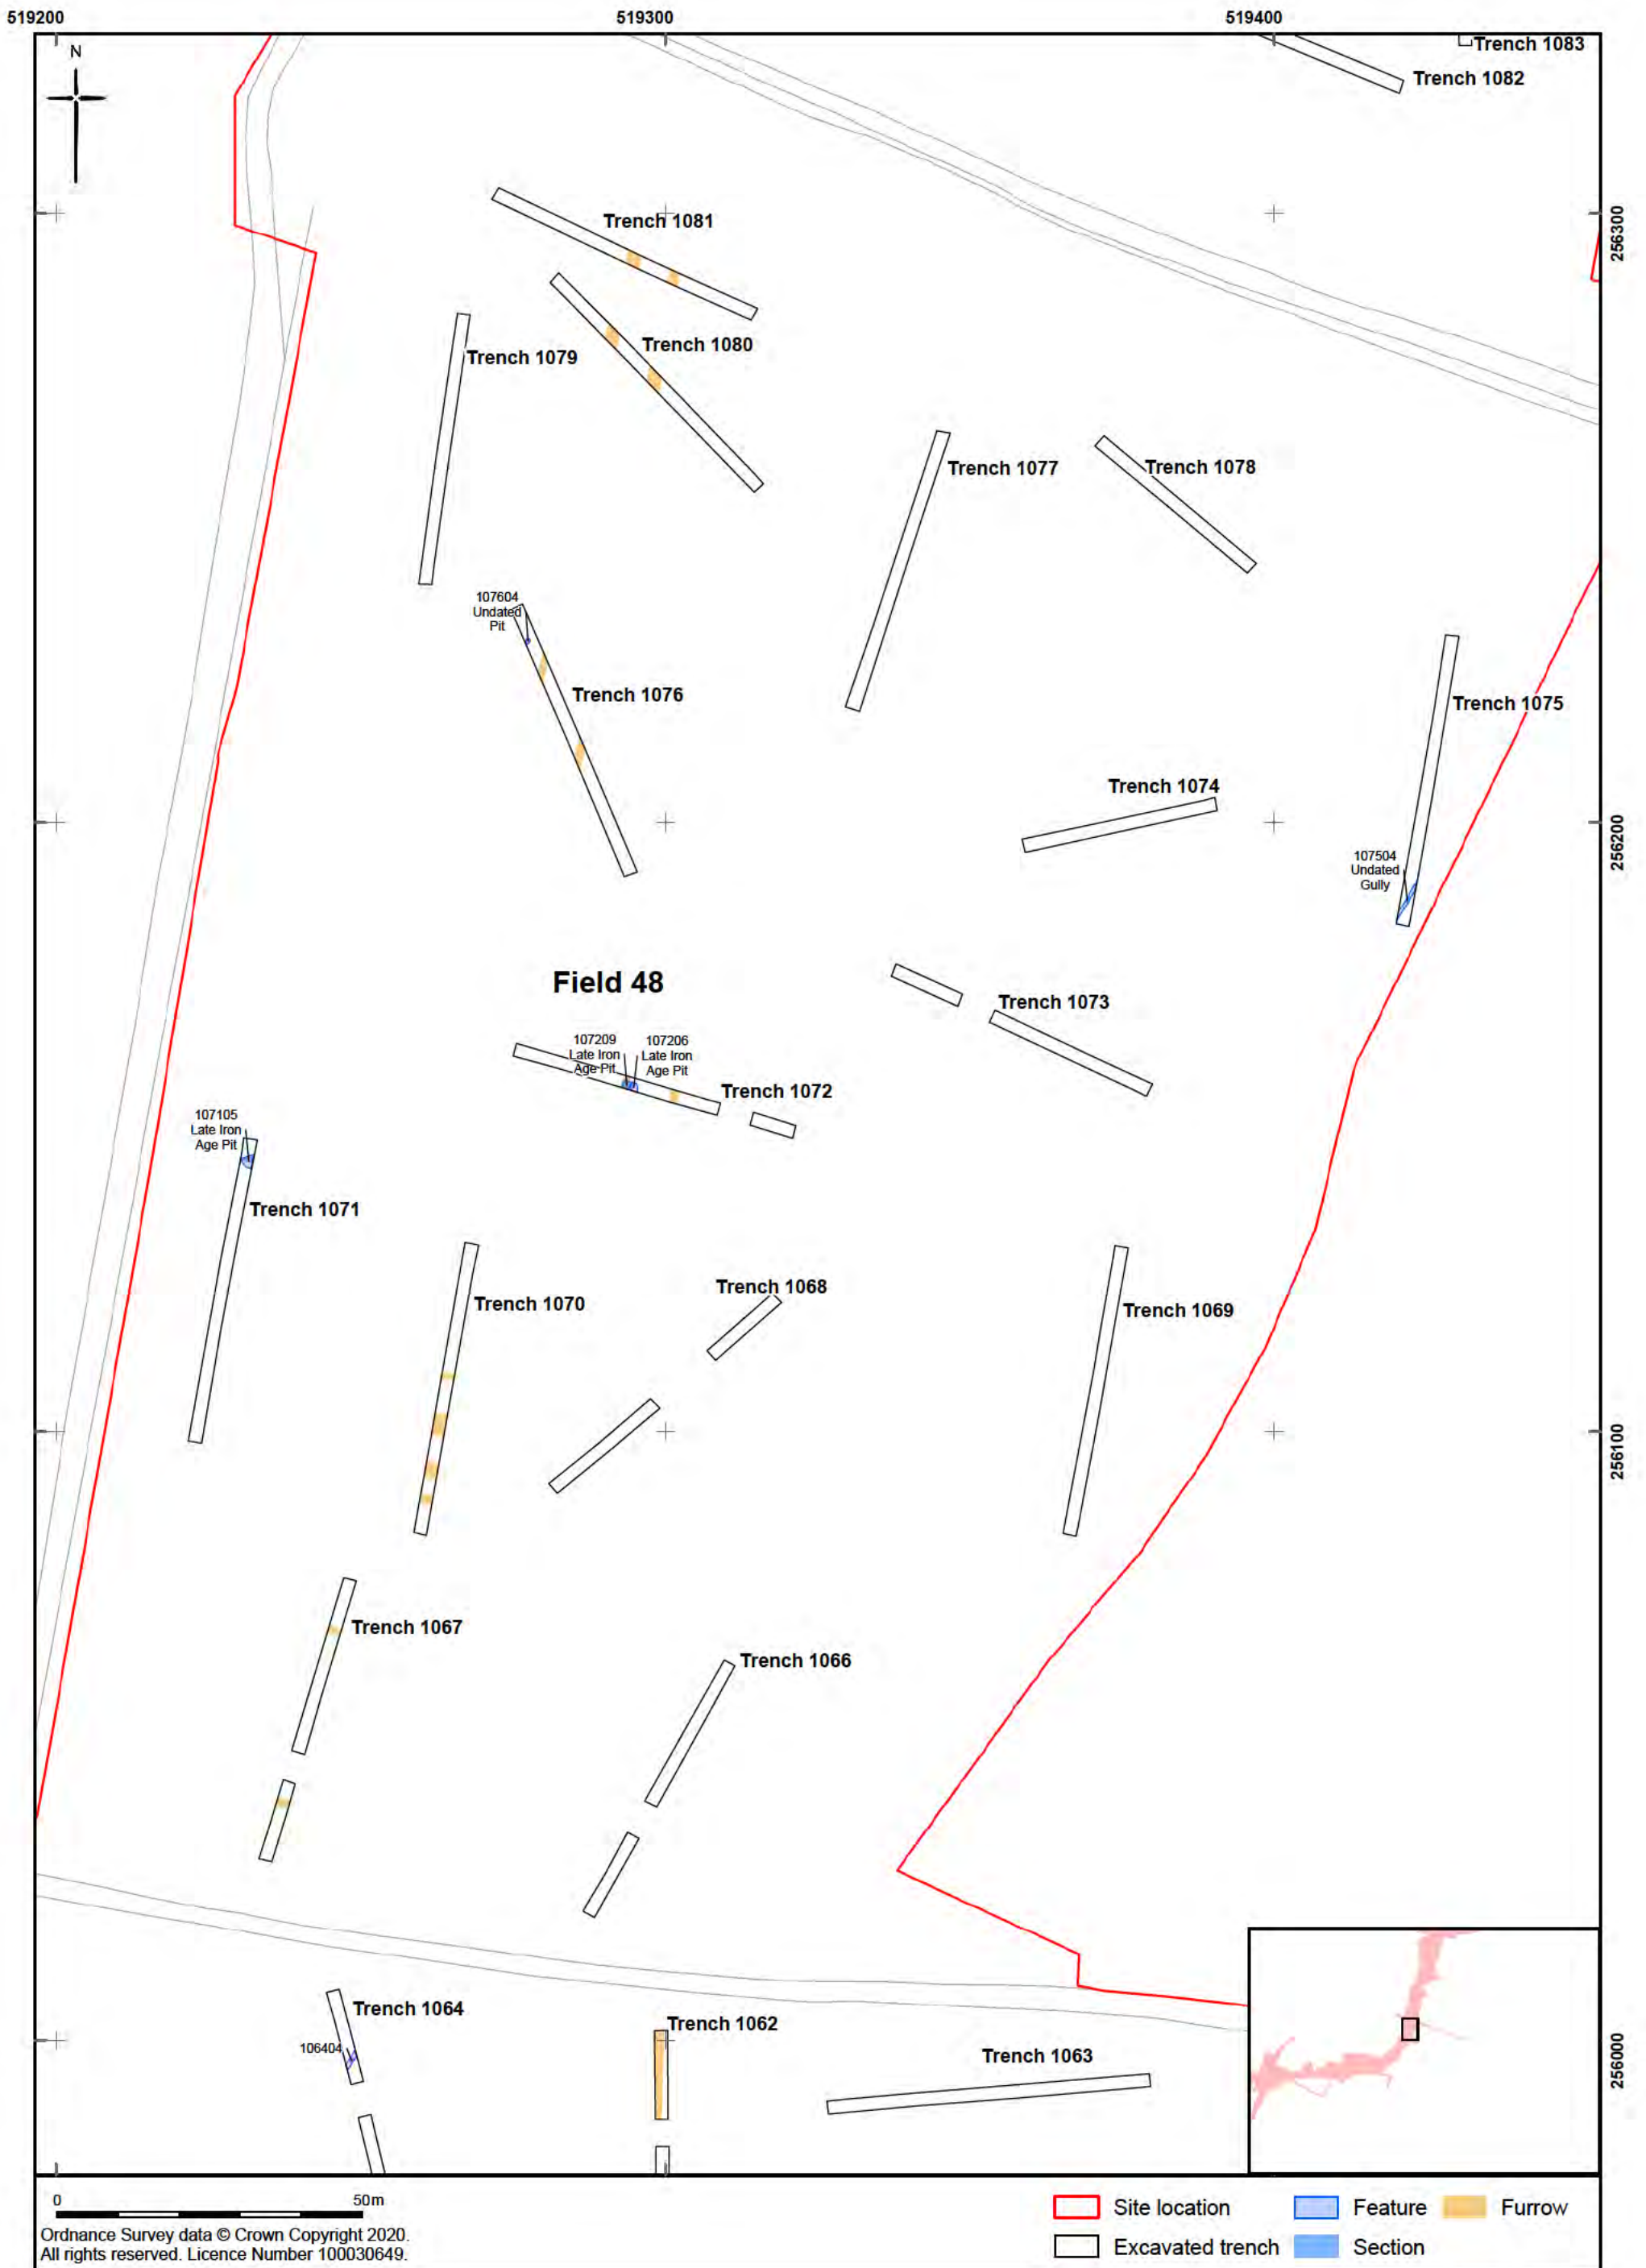 519200
519300
519400
N
Trench 1083
Trench 1082
256300
Trench 1081
Trench 1080
Trench 1079
Trench 1077
Trench 1078
107604
Undated
Pit
Trench 1076
Trench 1075
Trench 1074
256200
107504
Undated
Gully
Field 48
Trench 1073
107209
Late Iron
Age Pit
107206
Late Iron
Age Pit
Trench 1072
107105
Late Iron
Age Pit
Trench 1071
Trench 1070
Trench 1068
Trench 1069
256100
Trench 1067
Trench 1066
Trench 1064
106404
Trench 1062
Trench 1063
256000
0
50m
Ordnance Survey data © Crown Copyright 2020.
All rights reserved. Licence Number 100030649.
Site location
Feature
Furrow
Excavated trench
Section